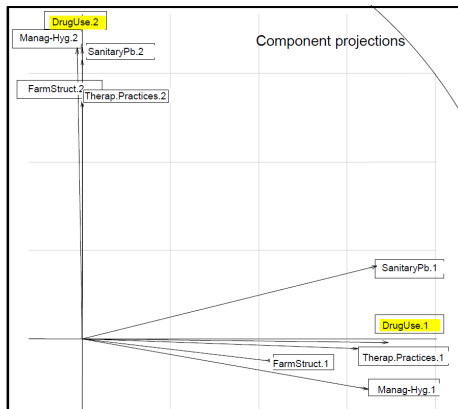 DrugUse.2
Manag-Hyg.2
SanitaryPb.2
Component projections
FarmStruct.2
Therap.Practices.2
SanitaryPb.1
DrugUse.1
Therap.Practices.1
FarmStruct.1
Manag-Hyg.1